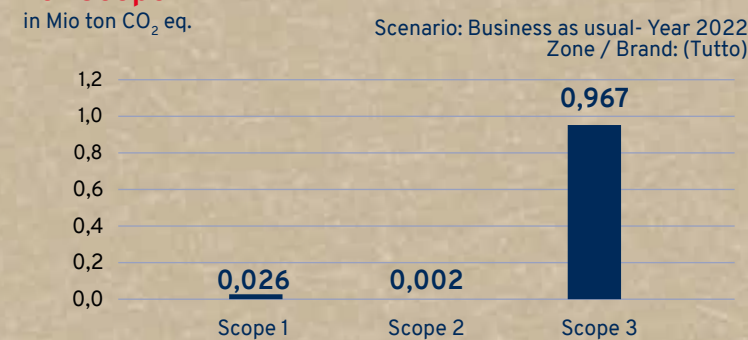 in Mio ton CO₂ eq.
Scenario: Business as usual- Year 2022
Zone / Brand: (Tutto)
1,2
1,0
0,8
0,6
0,4
0,2
0,0
0,026
0,002
0,967
Scope 1
Scope 2
Scope 3